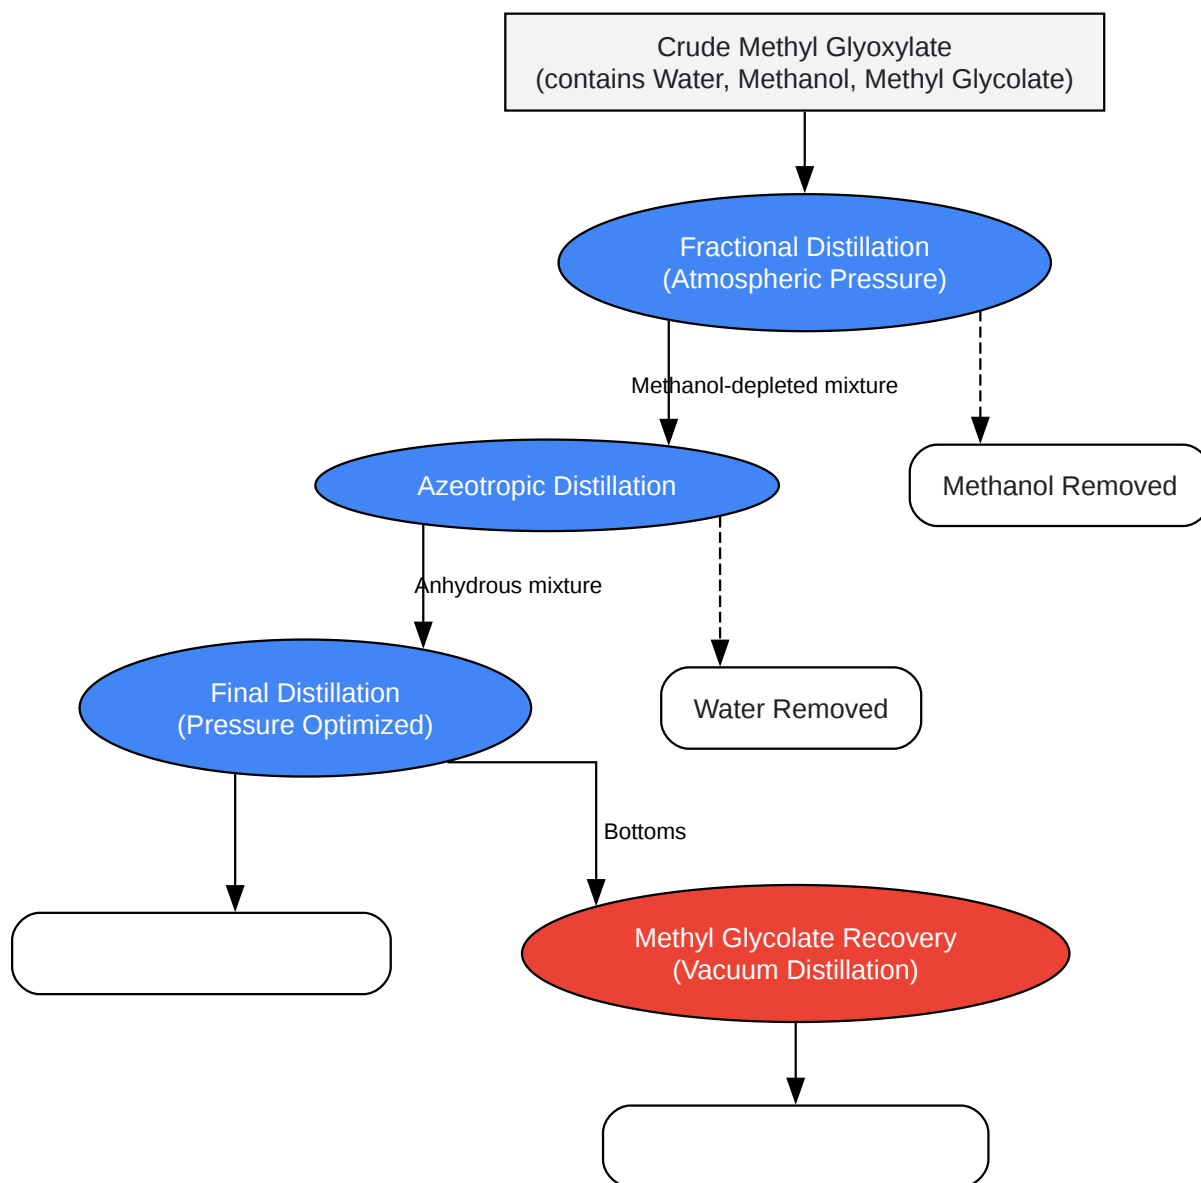 Crude Methyl Glyoxylate
(contains Water, Methanol, Methyl Glycolate)
Fractional Distillation
(Atmospheric Pressure)
Methanol-depleted mixture
Azeotropic Distillation
Methanol Removed
Anhydrous mixture
Final Distillation
(Pressure Optimized)
Water Removed
Bottoms
Methyl Glycolate Recovery
(Vacuum Distillation)